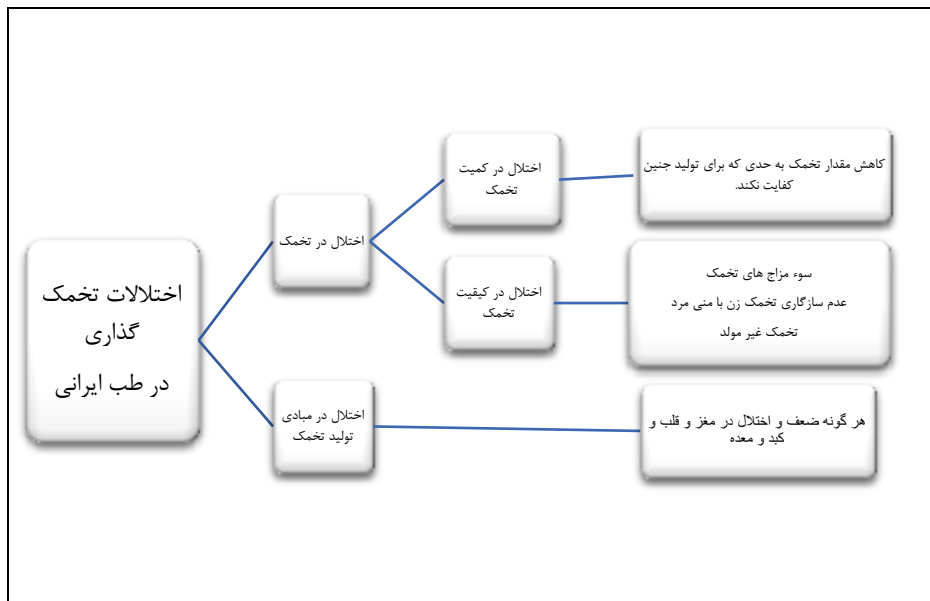 اختلالات تخمک
گذاری
در طب ایرانی
اختلال در تخمک
اختلال در کمیت
تخمک
کاهش مقدار تخمک به حدی که برای تولید جنین
کفایت نکند.
اختلال در کیقیت
تخمک
سوء مزاج های تخمک
عدم سازگاری تخمک زن با منی مرد
تخمک غیر مولد
اختلال در مبادی
تولید تخمک
هر گونه ضعف و اختلال در مغز و قلب و
کبد و معده